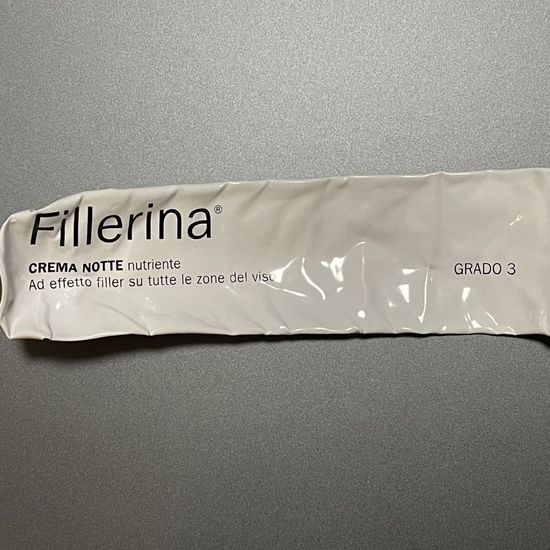 Fillerina®
CREMA NOTTE nutriente
Ad effetto filler su tutte le zone del viso
GRADO 3